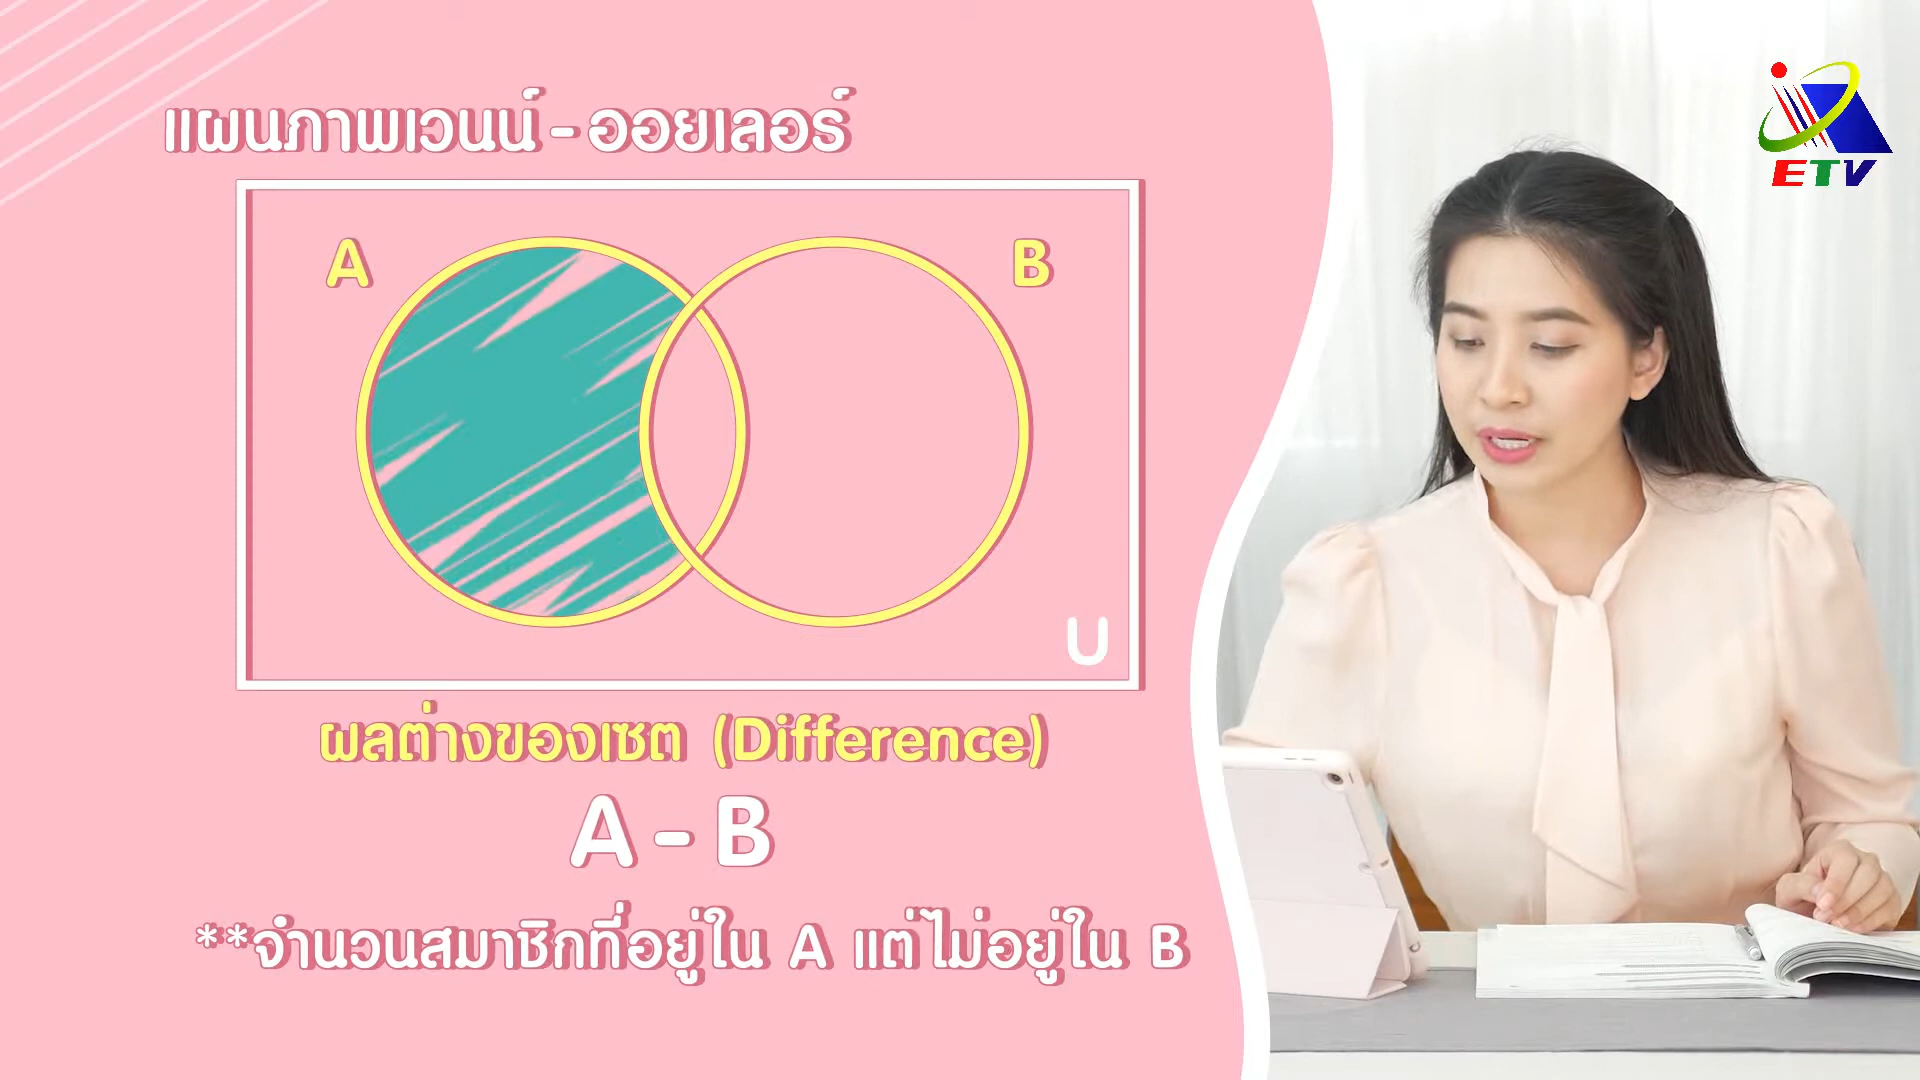 แผนภาพเวนน์-ออยเลอร์
A
B
U
ผลต่างของเซต (Difference)
A - B
**จำนวนสมาชิกที่อยู่ใน A แต่ไม่อยู่ใน B
ETV